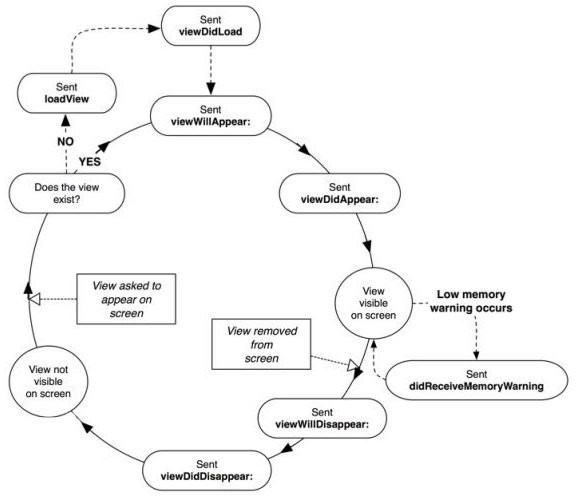 Sent
viewDidLoad
Sent
loadView
Sent
viewWillAppear:
NO
YES
Does the view
exist?
Sent
viewDidAppear:
View asked to
appear on
screen
View
visible
on screen
Low memory
warning occurs
View removed
from
screen
View not
visible
on screen
Sent
didReceiveMemoryWarning
Sent
viewWillDisappear:
Sent
viewDidDisappear: